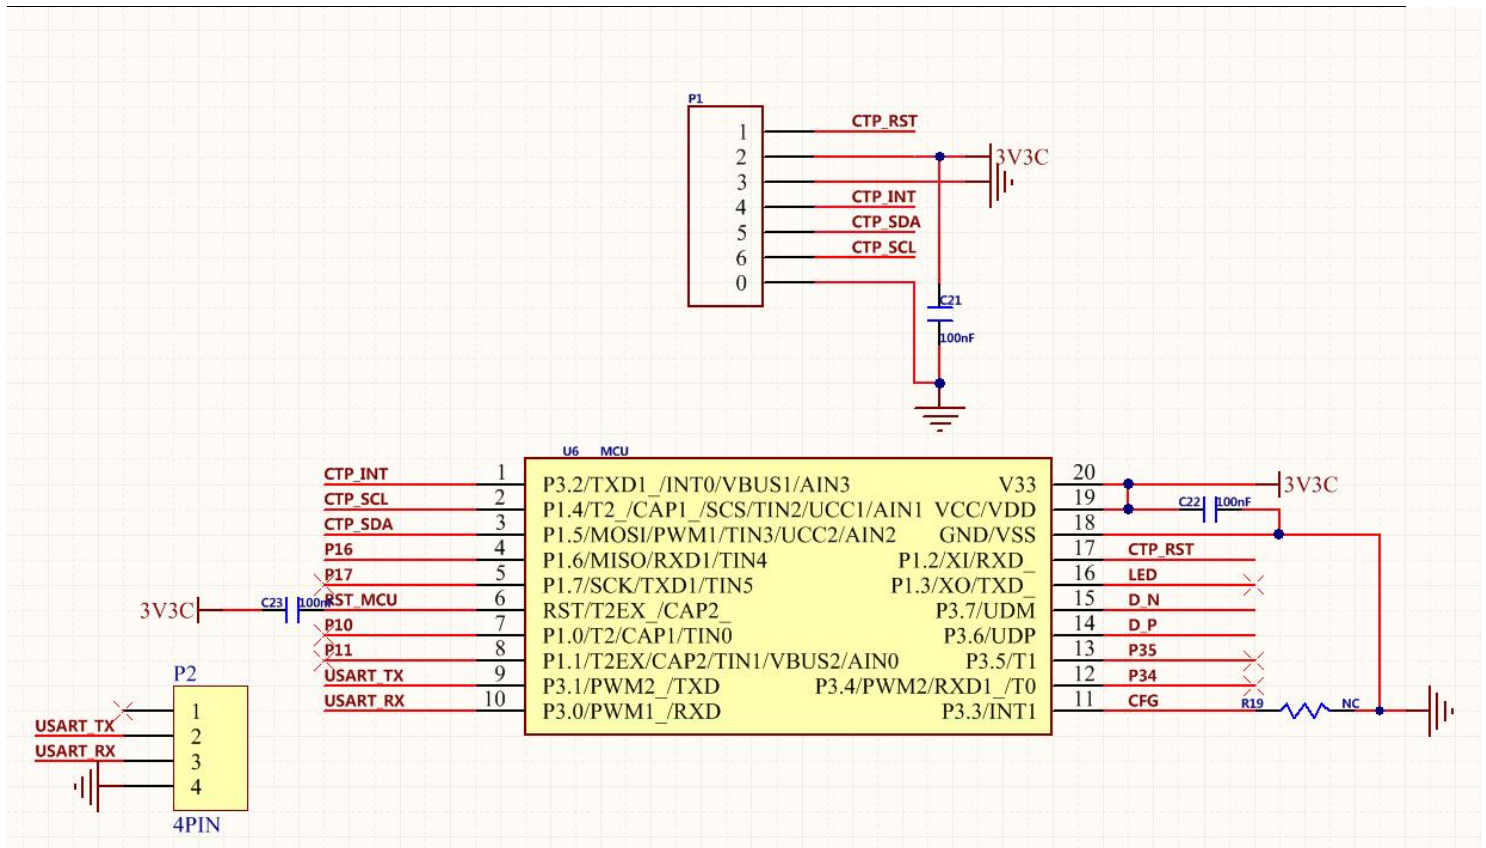 P1
1 CTP_RST
2 3V3C
3
4 CTP_INT
5 CTP_SDA
6 CTP_SCL
0
C21
100nF
U6 MCU
CTP_INT 1 P3.2/TXD1_/INT0/VBUS1/AIN3 V33 20 3V3C
CTP_SCL 2 P1.4/T2_/CAP1_/SCS/TIN2/UCC1/AIN1 VCC/VDD 19 C22 100nF
CTP_SDA 3 P1.5/MOSI/PWM1/TIN3/UCC2/AIN2 GND/VSS 18
P16 4 P1.6/MISO/RXD1/TIN4 P1.2/XI/RXD_ 17 CTP_RST
P17 5 P1.7/SCK/TXD1/TIN5 P1.3/XO/TXD_ 16 LED
3V3C C23 100nF RST_MCU 6 RST/T2EX_/CAP2_ P3.7/UDM 15 D_N
P10 7 P1.0/T2/CAP1/TIN0 P3.6/UDP 14 D_P
P11 8 P1.1/T2EX/CAP2/TIN1/VBUS2/AIN0 P3.5/T1 13 P35
USART_TX 9 P3.1/PWM2_/TXD P3.4/PWM2/RXD1_/T0 12 P34
USART_RX 10 P3.0/PWM1_/RXD P3.3/INT1 11 CFG R19 NC
P2
1
USART_TX 2
USART_RX 3
4
4PIN